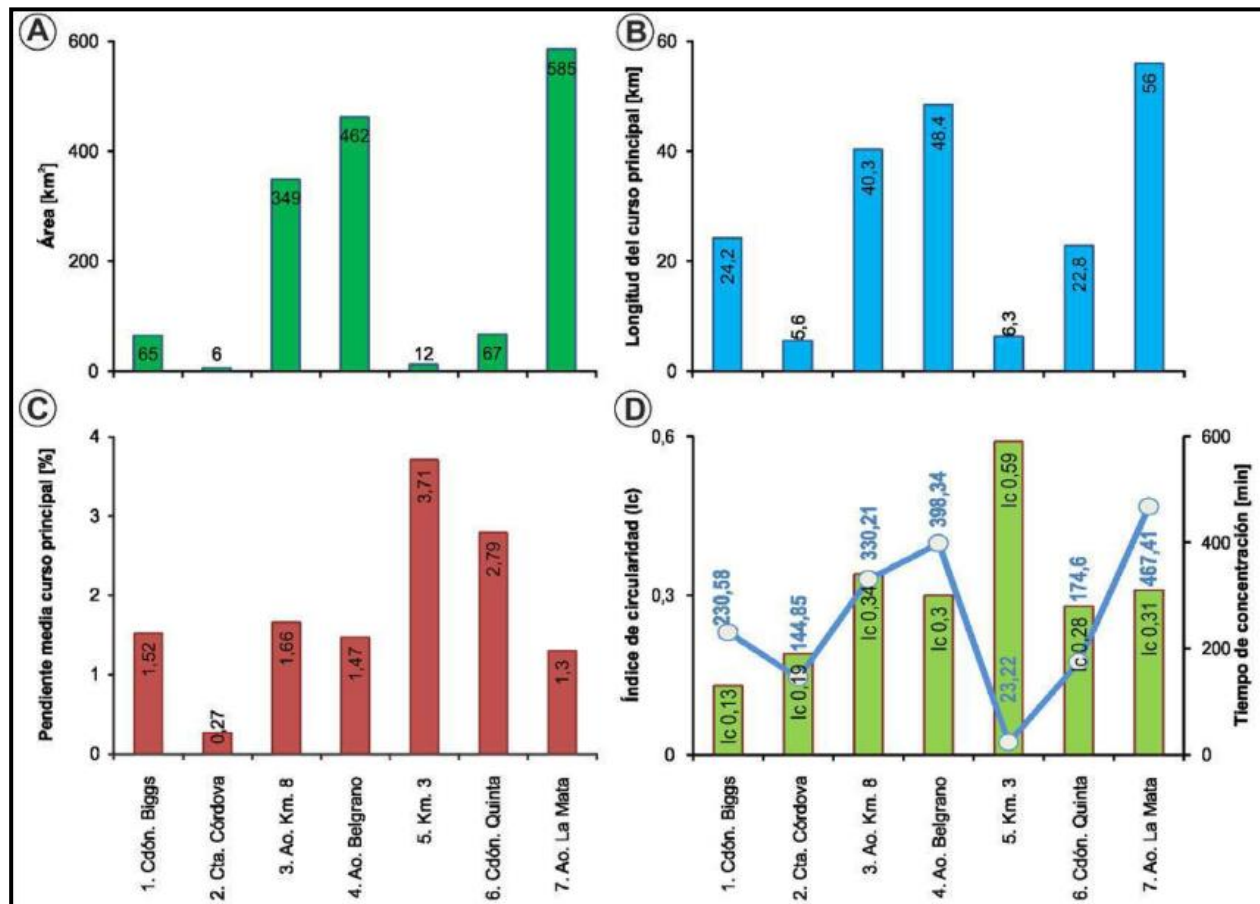 A
Área [km²]
600
400
200
0
65
6
349
462
12
67
585
B
Longitud del curso principal [km]
60
40
20
0
24,2
5,6
40,3
48,4
6,3
22,8
56
C
Pendiente media curso principal [%]
4
3
2
1
0
1,52
0,27
1,66
1,47
3,71
2,79
1,3
1. Cdón. Biggs
2. Cta. Córdova
3. Ao. Km. 8
4. Ao. Belgrano
5. Km. 3
6. Cdón. Quinta
7. Ao. La Mata
D
Índice de circularidad (Ic)
0,6
0,3
0
230,58
144,85
330,21
398,34
23,22
174,6
467,41
Ic 0,13
Ic 0,19
Ic 0,34
Ic 0,3
Ic 0,59
Ic 0,28
Ic 0,31
600
400
200
0
Tiempo de concentración [min]
1. Cdón. Biggs
2. Cta. Córdova
3. Ao. Km. 8
4. Ao. Belgrano
5. Km. 3
6. Cdón. Quinta
7. Ao. La Mata